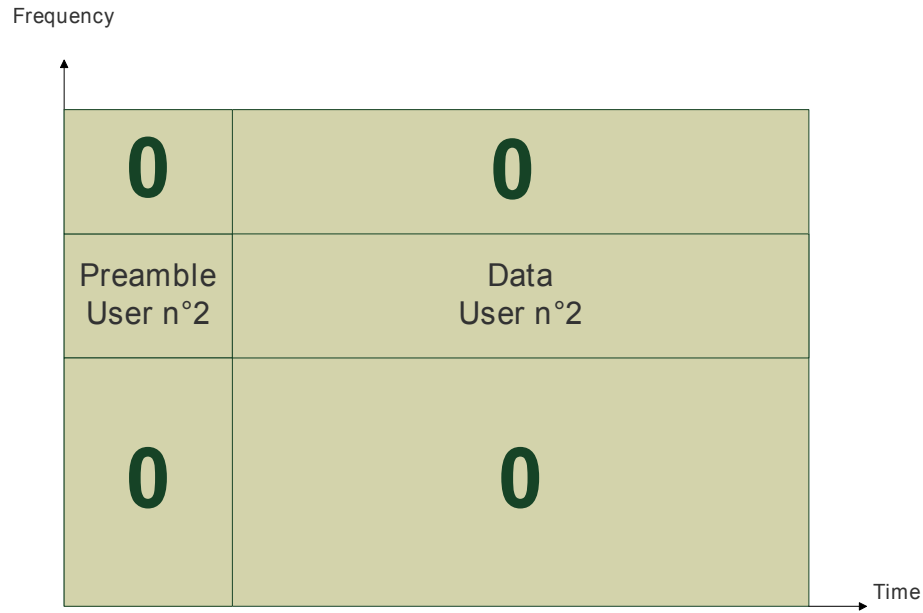 Frequency
0 0
Preamble Data
User n°2 User n°2
0 0
Time